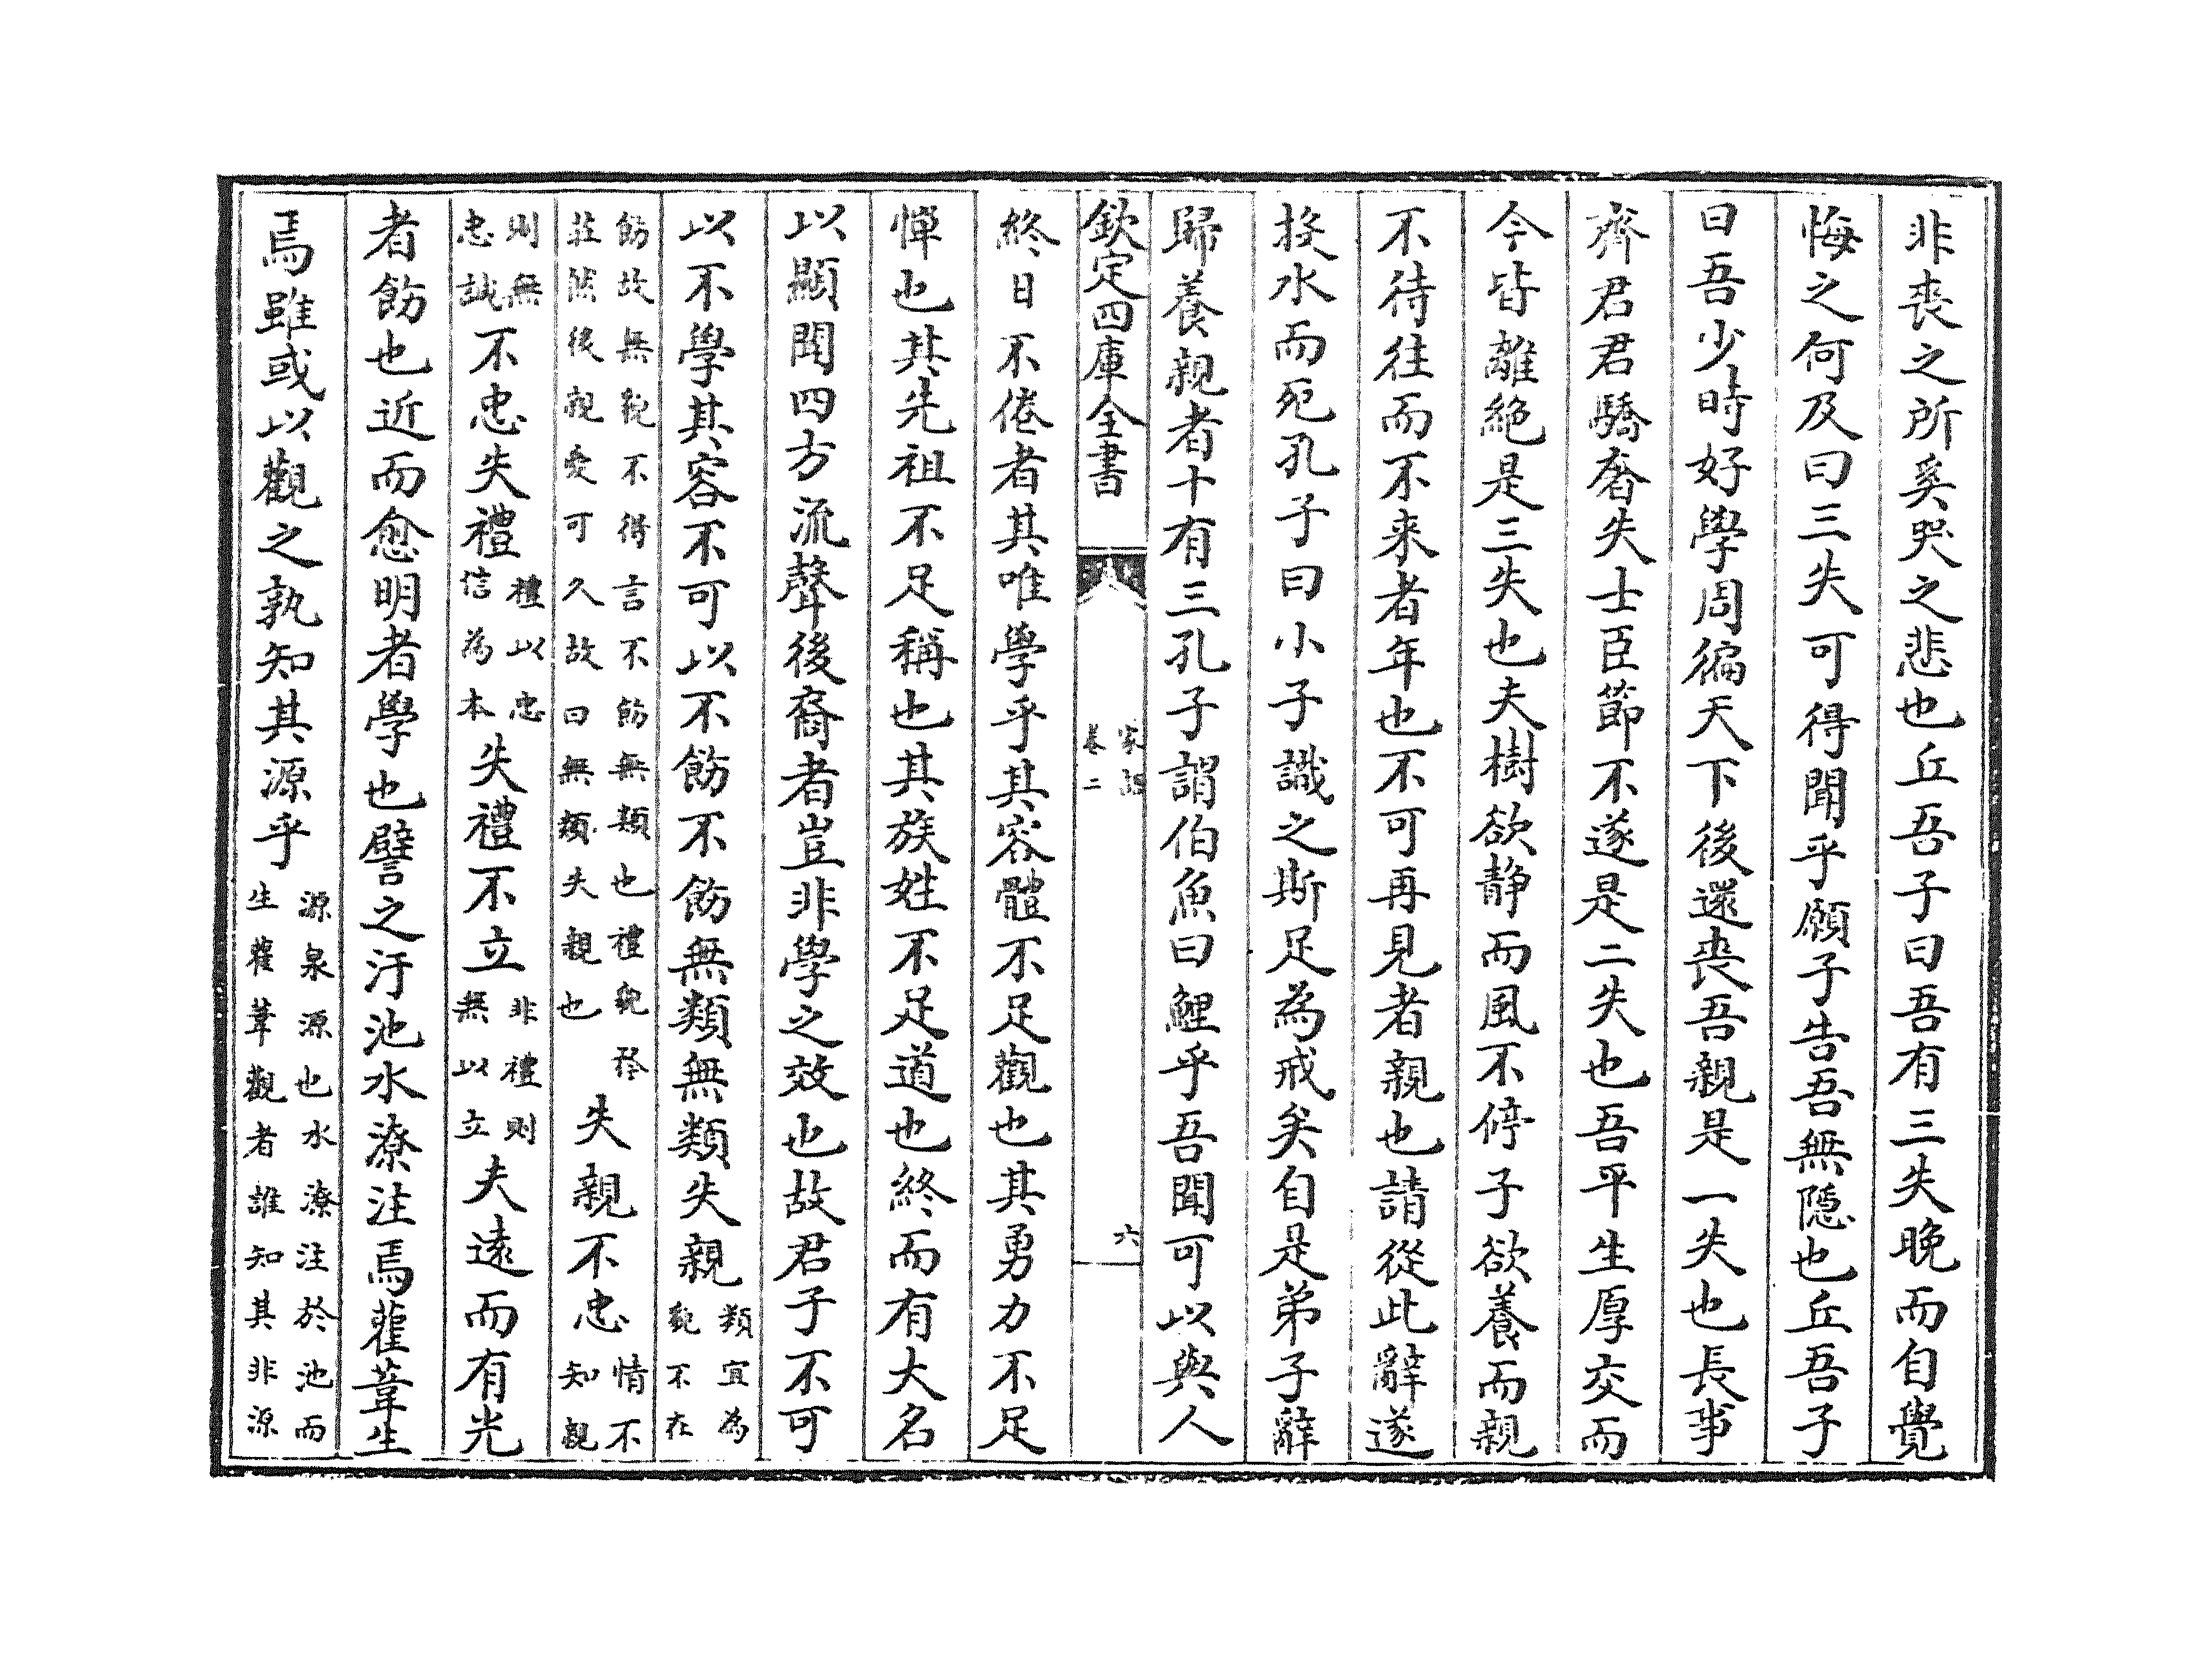 非喪之所奚哭之悲也丘吾子曰吾有三失晚而自覺
悔之何及曰三失可得聞乎願子告吾無隱也丘吾子
曰吾少時好學周徧天下後還喪吾親是一失也長事
齊君君驕奢失士臣節不遂是二失也吾平生厚交而
今皆離絕是三失也夫樹欲静而風不停子欲養而親
不待往而不来者年也不可再見者親也請從此辭遂
投水而死孔子曰小子識之斯足為戒矣自是弟子辭
歸養親者十有三孔子謂伯魚曰鯉乎吾聞可以與人
欽定四庫全書 家語 卷二 六
終日不倦者其唯學乎其容體不足觀也其勇力不足
憚也其先祖不足稱也其族姓不足道也終而有大名
以顯聞四方流聲後裔者豈非學之效也故君子不可
以不學其容不可以不飭不飭無類無類失親類宜為貌不在
飭故無貌不得言不飭無類也禮貌矜莊然後親愛可久故曰無類失親也失親不忠情不知親
則無忠誠不忠失禮禮以忠信為本失禮不立非禮則無以立夫遠而有光
者飭也近而愈明者學也譬之汙池水潦注焉雚葦生
焉雖或以觀之孰知其源乎源泉源也水潦注於池而生雚葦觀者誰知其非源